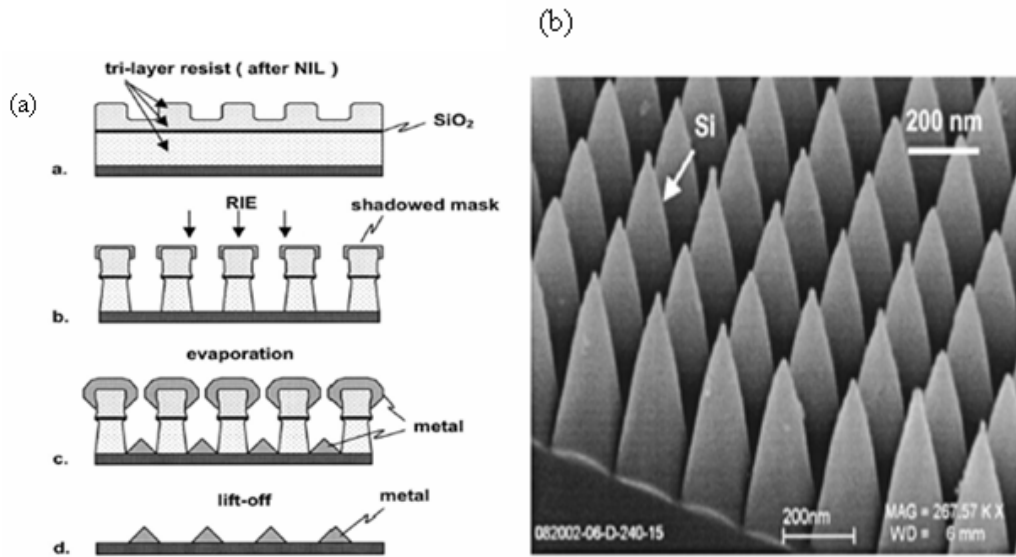 (a)
tri-layer resist ( after NIL )
SiO₂
a.
RIE
shadowed mask
b.
evaporation
metal
c.
lift-off
metal
d.
(b)
200 nm
Si
200nm
MAG = 267.57 K X
WD = 6 mm
082002-06-D-240-15